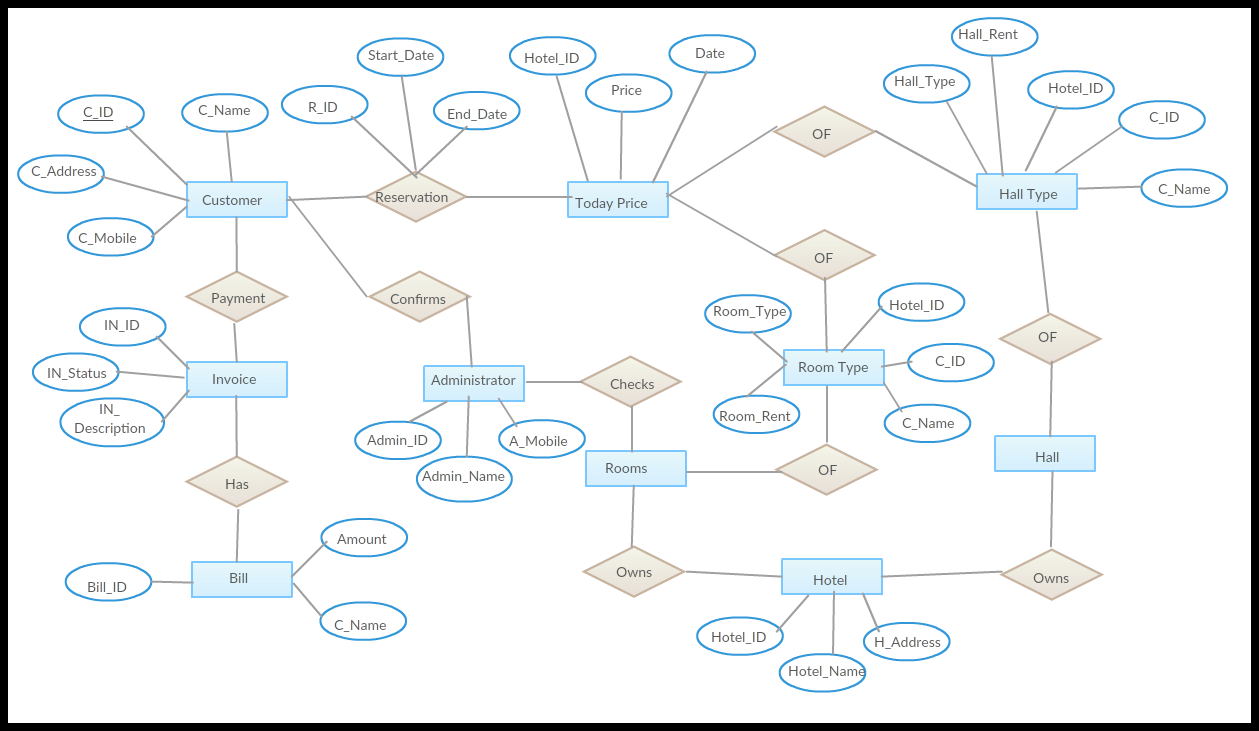 Hall_Rent
Start_Date
Hotel_ID
Date
Hall_Type
Hotel_ID
Price
C_ID
C_Name
R_ID
End_Date
C_ID
OF
C_Address
Customer
Reservation
Today Price
Hall Type
C_Name
C_Mobile
OF
Payment
Confirms
Room_Type
Hotel_ID
IN_ID
OF
IN_Status
Invoice
Administrator
Checks
Room Type
C_ID
IN_
Description
Admin_ID
A_Mobile
Room_Rent
C_Name
Admin_Name
Rooms
OF
Hall
Has
Amount
Bill_ID
Bill
Owns
Hotel
Owns
C_Name
Hotel_ID
H_Address
Hotel_Name